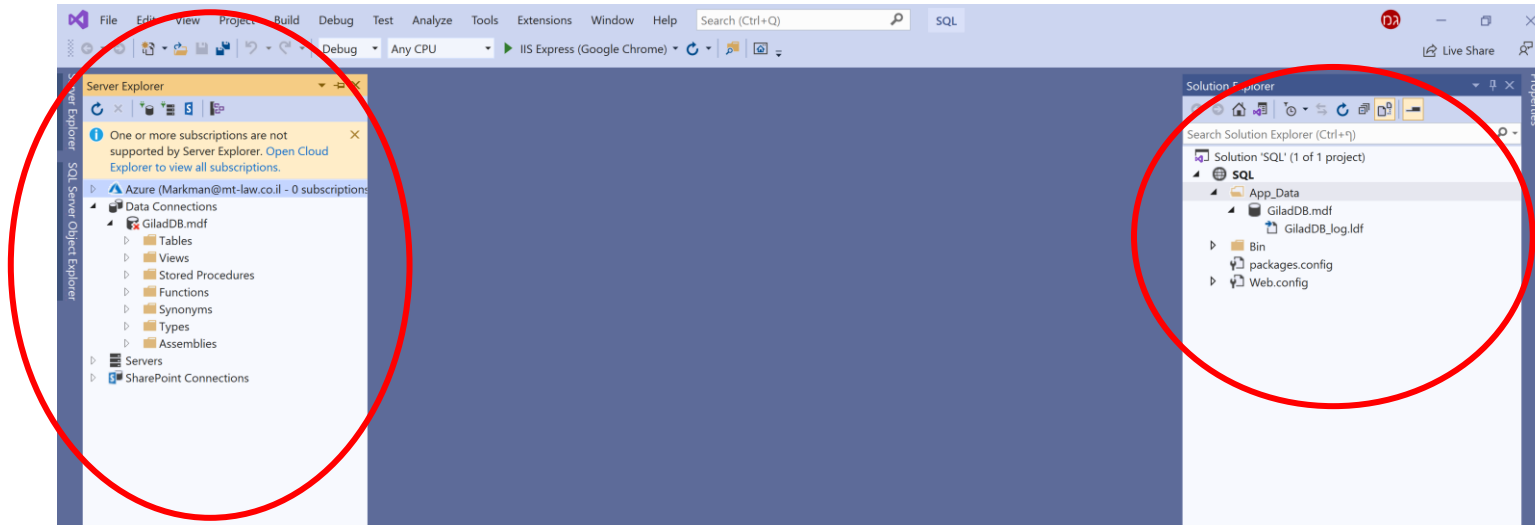 File Edit View Project Build Debug Test Analyze Tools Extensions Window Help Search (Ctrl+Q) SQL
Debug Any CPU IIS Express (Google Chrome)
Live Share
Server Explorer
SQL Server Object Explorer
Server Explorer
One or more subscriptions are not
supported by Server Explorer. Open Cloud
Explorer to view all subscriptions.
Azure (Markman@mt-law.co.il - 0 subscriptions
Data Connections
GiladDB.mdf
Tables
Views
Stored Procedures
Functions
Synonyms
Types
Assemblies
Servers
SharePoint Connections
Solution Explorer
Search Solution Explorer (Ctrl+ף)
Solution 'SQL' (1 of 1 project)
SQL
App_Data
GiladDB.mdf
GiladDB_log.ldf
Bin
packages.config
Web.config
Properties